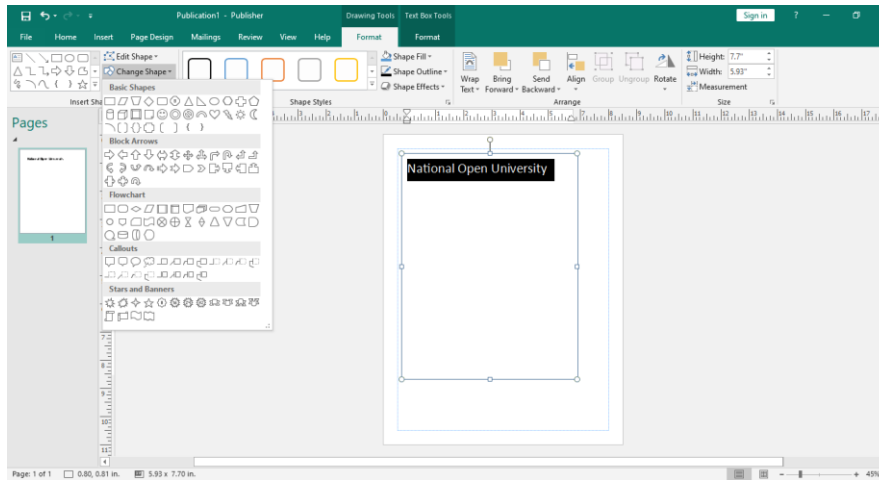 Publication1 - Publisher
Drawing Tools
Text Box Tools
Sign in
?
File
Home
Insert
Page Design
Mailings
Review
View
Help
Format
Format
Edit Shape
Change Shape
Shape Fill
Shape Outline
Shape Effects
Wrap Text
Bring Forward
Send Backward
Align
Group
Ungroup
Rotate
Height: 7.7"
Width: 5.93"
Measurement
Insert Sha
Shape Styles
Arrange
Size
Basic Shapes
Block Arrows
Flowchart
Callouts
Stars and Banners
Pages
1
National Open University
Page: 1 of 1
0.80, 0.81 in.
5.93 x 7.70 in.
45%